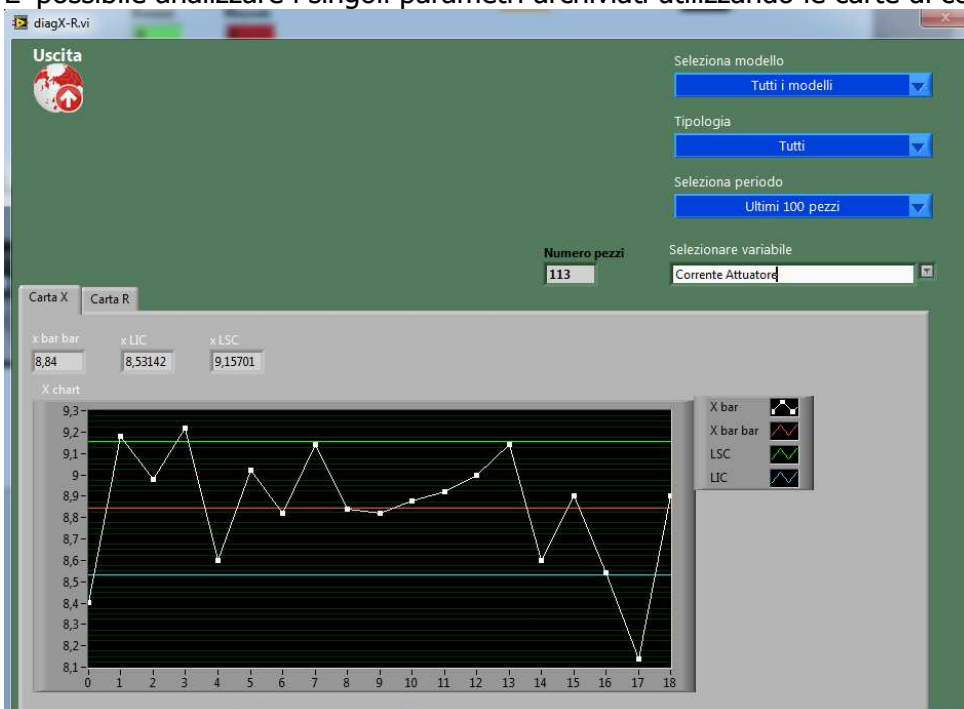 E' possibile analizzare i singoli parametri archiviati utilizzando le carte di
diagX-R.vi
Uscita
Seleziona modello
Tutti i modelli
Tipologia
Tutti
Seleziona periodo
Ultimi 100 pezzi
Numero pezzi
113
Selezionare variabile
Corrente Attuatore
Carta X
Carta R
x bar bar
x LIC
x LSC
8,84
8,53142
9,15701
X chart
9,3
9,2
9,1
9
8,9
8,8
8,7
8,6
8,5
8,4
8,3
8,2
8,1
0 1 2 3 4 5 6 7 8 9 10 11 12 13 14 15 16 17 18
X bar
X bar bar
LSC
LIC